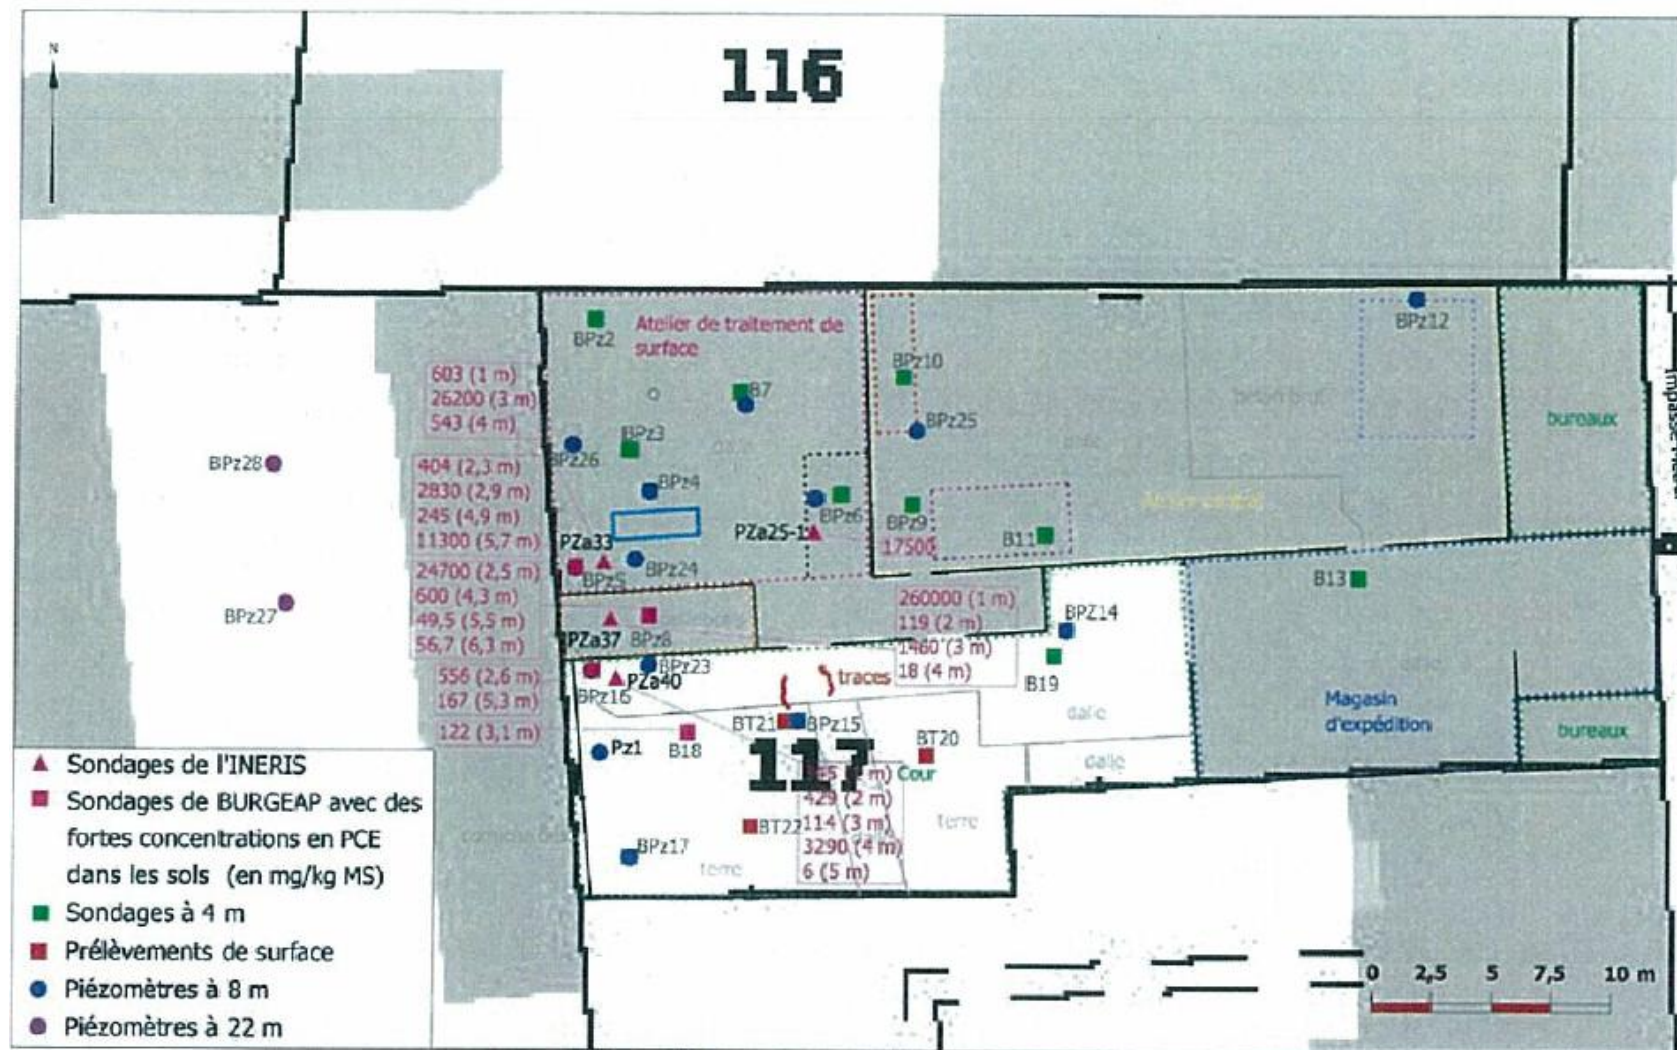 N
116
BPz2
Atelier de traitement de
surface
BPz12
BPz10
603 (1 m)
26200 (3 m)
543 (4 m)
B7
BPz25
bureaux
BPz3
BPz26
BPz28
404 (2,3 m)
2830 (2,9 m)
245 (4,9 m)
11300 (5,7 m)
BPz4
BPz6
BPz9
17500
B11
PZa25-1
PZa33
BPz5
BPz24
24700 (2,5 m)
600 (4,3 m)
49,5 (5,5 m)
56,7 (6,3 m)
BPz27
B13
260000 (1 m)
119 (2 m)
1460 (3 m)
18 (4 m)
BPZ14
PZa37
BPz8
BPz23
BPz16
PZa40
traces
B19
556 (2,6 m)
167 (5,3 m)
122 (3,1 m)
Magasin
d'expédition
dalle
BT21
BPz15
BT20
bureaux
B18
Pz1
117
dalle
Cour
429 (2 m)
114 (3 m)
3290 (4 m)
6 (5 m)
BT22
terre
dalle
BPz17
terre
Sondages de l'INERIS
Sondages de BURGEAP avec des
fortes concentrations en PCE
dans les sols (en mg/kg MS)
Sondages à 4 m
Prélèvements de surface
Piézomètres à 8 m
Piézomètres à 22 m
0 2,5 5 7,5 10 m